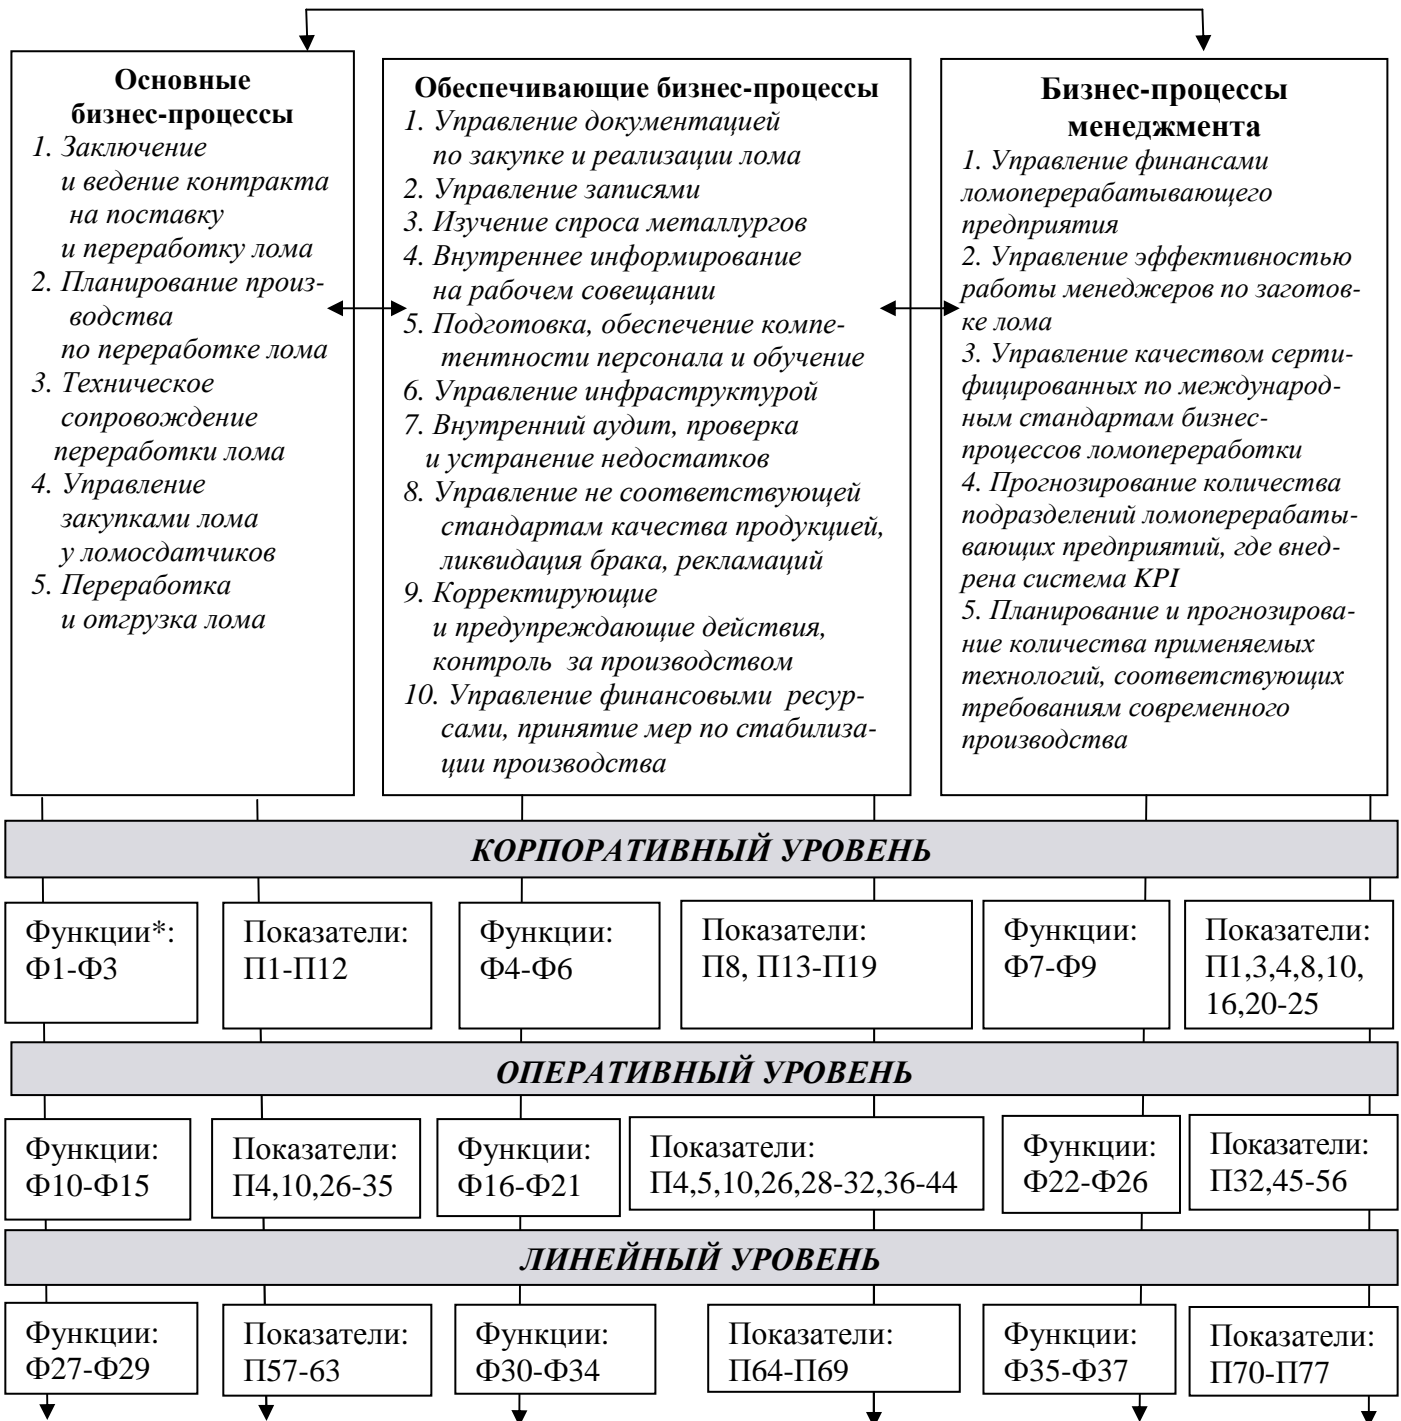 Основные
бизнес-процессы
1. Заключение
и ведение контракта
на поставку
и переработку лома
2. Планирование произ-
водства
по переработке лома
3. Техническое
сопровождение
переработки лома
4. Управление
закупками лома
у ломосдатчиков
5. Переработка
и отгрузка лома
Обеспечивающие бизнес-процессы
1. Управление документацией
по закупке и реализации лома
2. Управление записями
3. Изучение спроса металлургов
4. Внутреннее информирование
на рабочем совещании
5. Подготовка, обеспечение компе-
тентности персонала и обучение
6. Управление инфраструктурой
7. Внутренний аудит, проверка
и устранение недостатков
8. Управление не соответствующей
стандартам качества продукцией,
ликвидация брака, рекламаций
9. Корректирующие
и предупреждающие действия,
контроль за производством
10. Управление финансовыми ресур-
сами, принятие мер по стабилиза-
ции производства
Бизнес-процессы
менеджмента
1. Управление финансами
ломоперерабатывающего
предприятия
2. Управление эффективностью
работы менеджеров по заготов-
ке лома
3. Управление качеством серти-
фицированных по международ-
ным стандартам бизнес-
процессов ломопереработки
4. Прогнозирование количества
подразделений ломоперерабаты-
вающих предприятий, где внед-
рена система KPI
5. Планирование и прогнозирова-
ние количества применяемых
технологий, соответствующих
требованиям современного
производства
КОРПОРАТИВНЫЙ УРОВЕНЬ
Функции*:
Ф1-Ф3
Показатели:
П1-П12
Функции:
Ф4-Ф6
Показатели:
П8, П13-П19
Функции:
Ф7-Ф9
Показатели:
П1,3,4,8,10,
16,20-25
ОПЕРАТИВНЫЙ УРОВЕНЬ
Функции:
Ф10-Ф15
Показатели:
П4,10,26-35
Функции:
Ф16-Ф21
Показатели:
П4,5,10,26,28-32,36-44
Функции:
Ф22-Ф26
Показатели:
П32,45-56
ЛИНЕЙНЫЙ УРОВЕНЬ
Функции:
Ф27-Ф29
Показатели:
П57-63
Функции:
Ф30-Ф34
Показатели:
П64-П69
Функции:
Ф35-Ф37
Показатели:
П70-П77